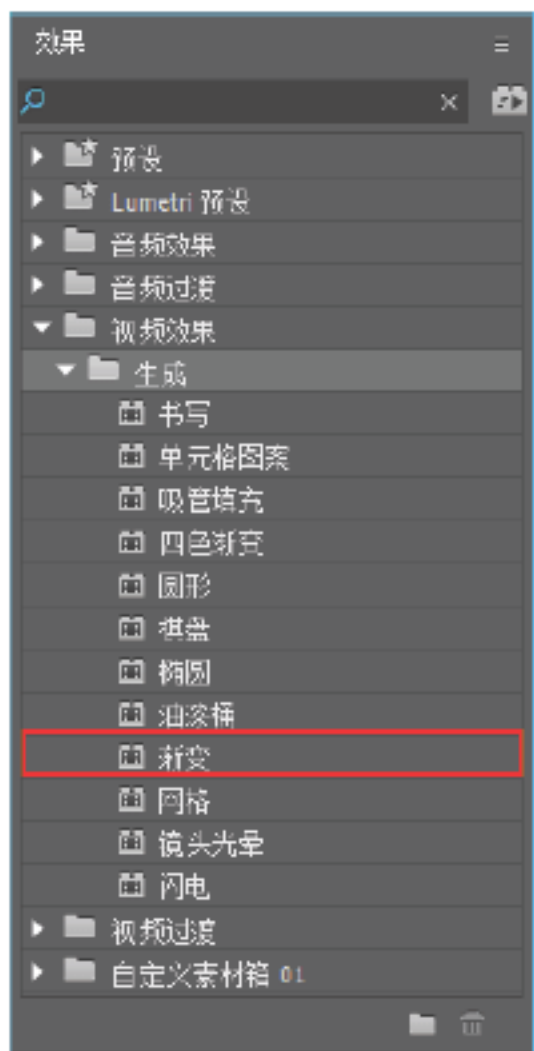 效果
预设
Lumetri 预设
音频效果
音频过渡
视频效果
生成
书写
单元格图案
吸管填充
四色渐变
圆形
棋盘
椭圆
油漆桶
渐变
网格
镜头光晕
闪电
视频过渡
自定义素材箱 01